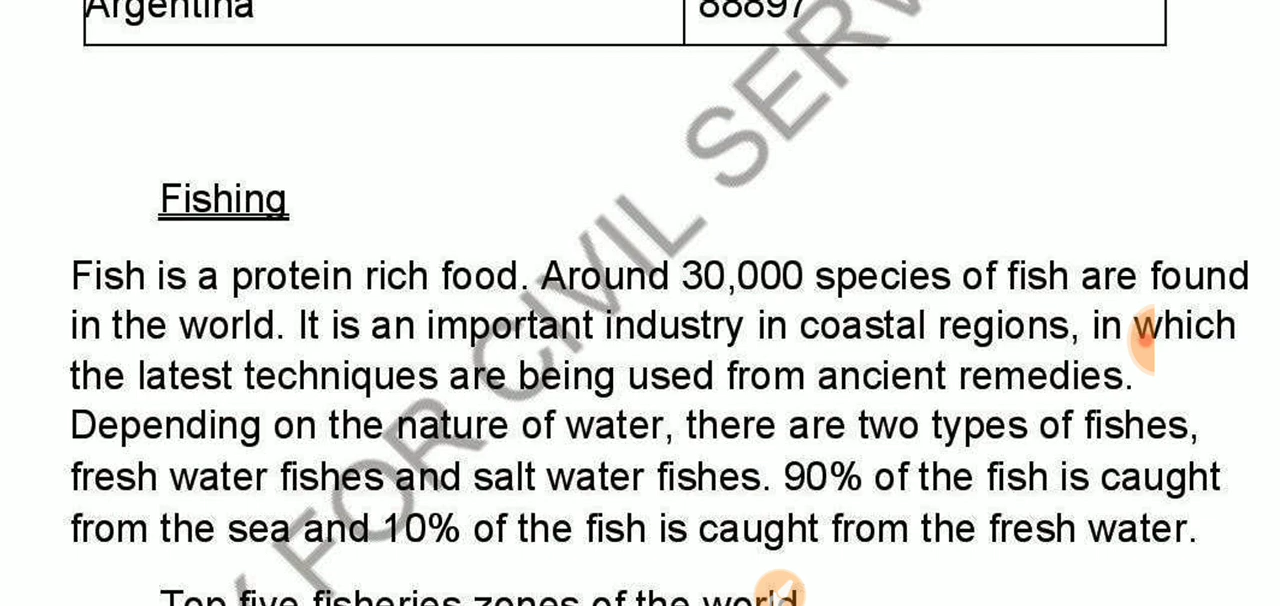 Argentina 88897
FOR CIVIL SERV
Fishing
Fish is a protein rich food. Around 30,000 species of fish are found
in the world. It is an important industry in coastal regions, in which
the latest techniques are being used from ancient remedies.
Depending on the nature of water, there are two types of fishes,
fresh water fishes and salt water fishes. 90% of the fish is caught
from the sea and 10% of the fish is caught from the fresh water.
Top five fisheries zones of the world